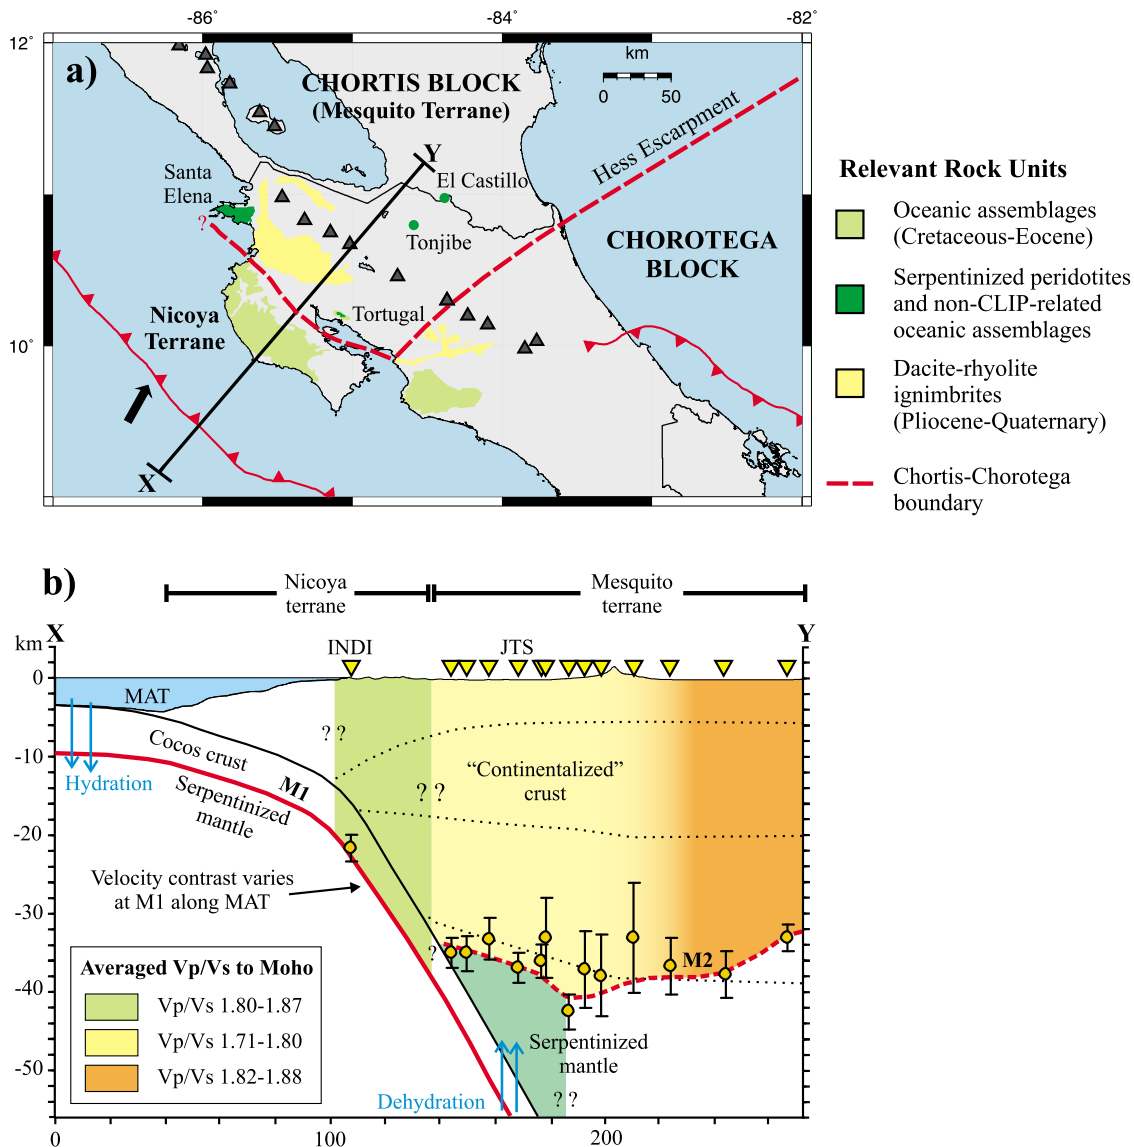 -86°
-84°
-82°
12°
10°
a)
CHORTIS BLOCK
(Mesquito Terrane)
km
0
50
Hess Escarpment
Y
Santa
Elena
El Castillo
?
Tonjibe
CHOROTEGA
BLOCK
Nicoya
Terrane
Tortugal
X
Relevant Rock Units
Oceanic assemblages
(Cretaceous-Eocene)
Serpentinized peridotites
and non-CLIP-related
oceanic assemblages
Dacite-rhyolite
ignimbrites
(Pliocene-Quaternary)
Chortis-Chorotega
boundary
b)
Nicoya
terrane
Mesquito
terrane
X
Y
km
INDI
JTS
0
-10
-20
-30
-40
-50
MAT
Cocos crust
? ?
Hydration
M1
Serpentinized
mantle
"Continentalized"
crust
? ?
Velocity contrast varies
at M1 along MAT
?
M2
Averaged Vp/Vs to Moho
Vp/Vs 1.80-1.87
Vp/Vs 1.71-1.80
Vp/Vs 1.82-1.88
Serpentinized
mantle
Dehydration
? ?
0
100
200